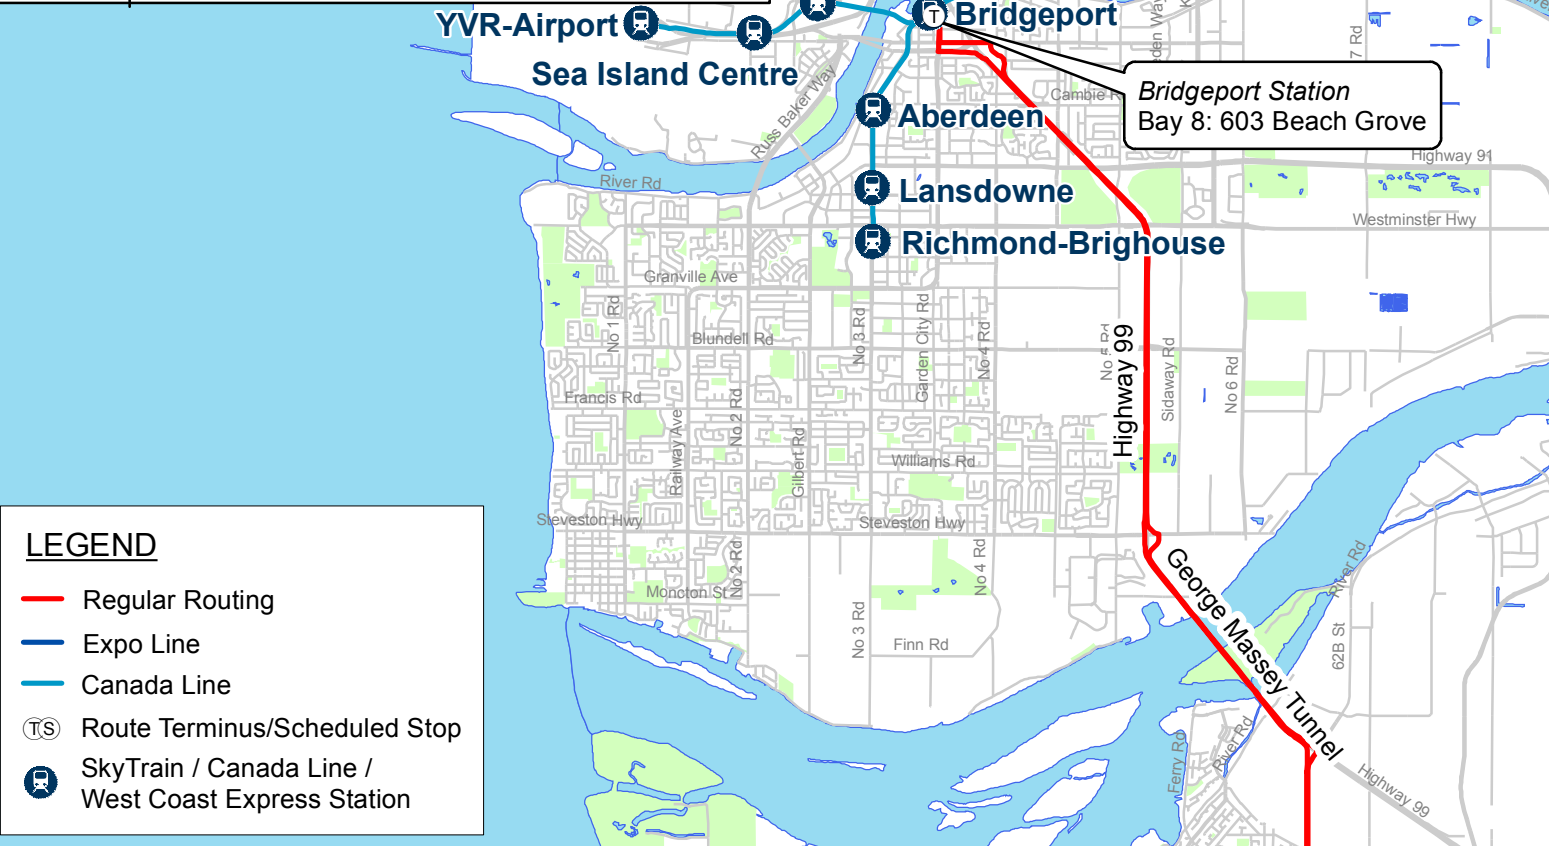 YVR-Airport
Bridgeport
T
Sea Island Centre
Russ Baker Way
7 Rd
Cambie R
Bridgeport Station
Bay 8: 603 Beach Grove
Aberdeen
Highway 91
River Rd
Lansdowne
Westminster Hwy
Richmond-Brighouse
Granville Ave
No 1 Rd
Blundell Rd
No 3 Rd
Garden City Rd
No 4 Rd
No 5 Rd
Highway 99
Sidaway Rd
No 6 Rd
Francis Rd
Railway Ave
No 2 Rd
Gilbert Rd
Williams Rd
Steveston Hwy
Steveston Hwy
No 2 Rd
No 4 Rd
Moncton St
No 3 Rd
Finn Rd
George Massey Tunnel
River Rd
62B St
Ferry Rd
River Rd
Highway 99
LEGEND
Regular Routing
Expo Line
Canada Line
TS Route Terminus/Scheduled Stop
SkyTrain / Canada Line /
West Coast Express Station